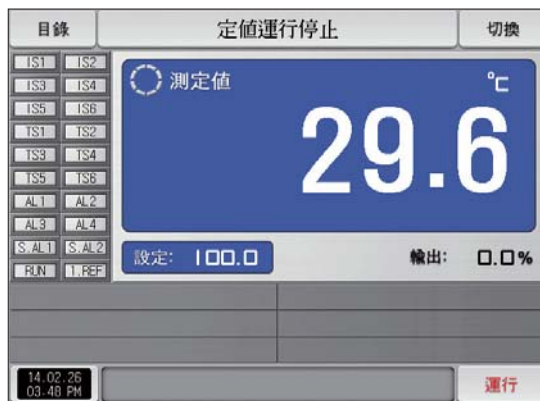 目錄 定值運行停止 切換
IS1 IS2
IS3 IS4
IS5 IS6
TS1 TS2
TS3 TS4
TS5 TS6
AL1 AL2
AL3 AL4
S.AL1 S.AL2
RUN 1.REF
測定值 ℃
29.6
設定: 100.0 輸出: 0.0%
14.02.26
03.48 PM
運行